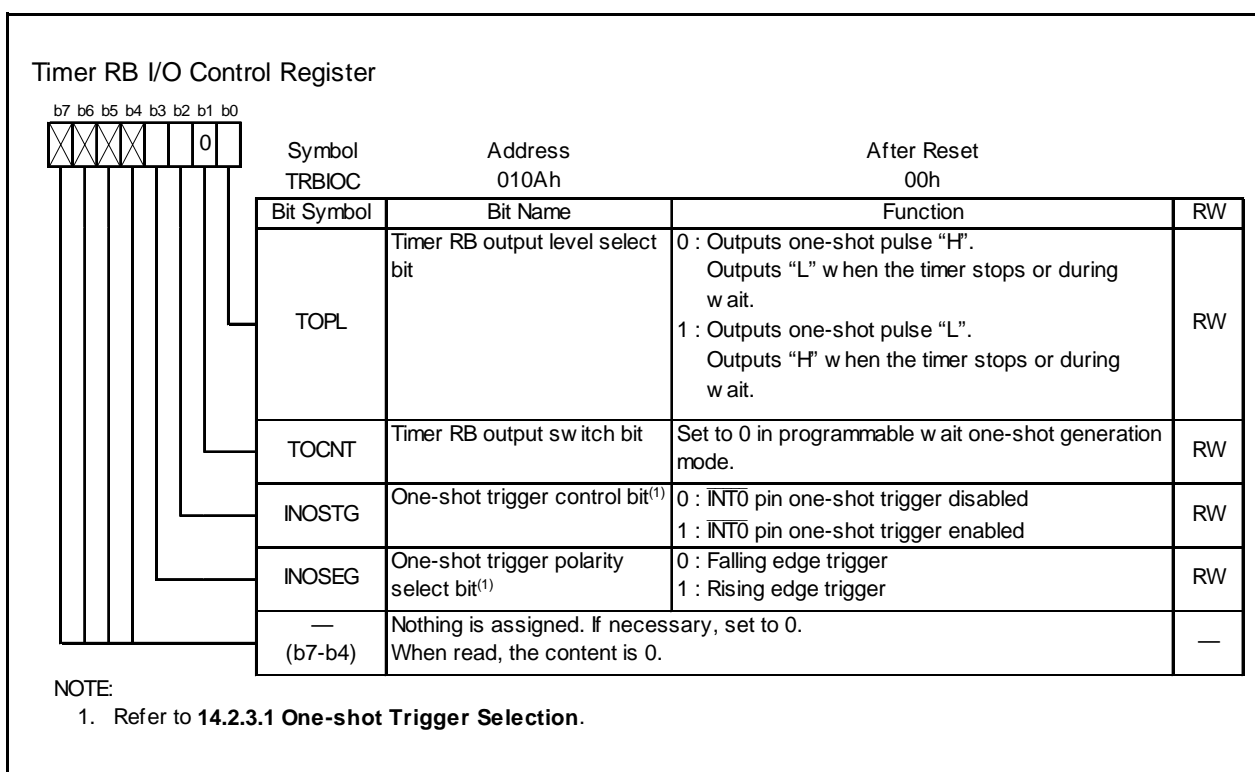 Timer RB I/O Control Register
b7 b6 b5 b4 b3 b2 b1 b0
0
Symbol Address After Reset
TRBIOC 010Ah 00h
Bit Symbol Bit Name Function RW
TOPL
Timer RB output level select
bit
0 : Outputs one-shot pulse “H”.
Outputs “L” w hen the timer stops or during
w ait.
1 : Outputs one-shot pulse “L”.
Outputs “H” w hen the timer stops or during
w ait.
RW
TOCNT
Timer RB output sw itch bit
Set to 0 in programmable w ait one-shot generation
mode.
RW
INOSTG
One-shot trigger control bit(1)
0 : INT0 pin one-shot trigger disabled
1 : INT0 pin one-shot trigger enabled
RW
INOSEG
One-shot trigger polarity
select bit(1)
0 : Falling edge trigger
1 : Rising edge trigger
RW
—
(b7-b4)
Nothing is assigned. If necessary, set to 0.
When read, the content is 0.
—
NOTE:
1. Refer to 14.2.3.1 One-shot Trigger Selection.